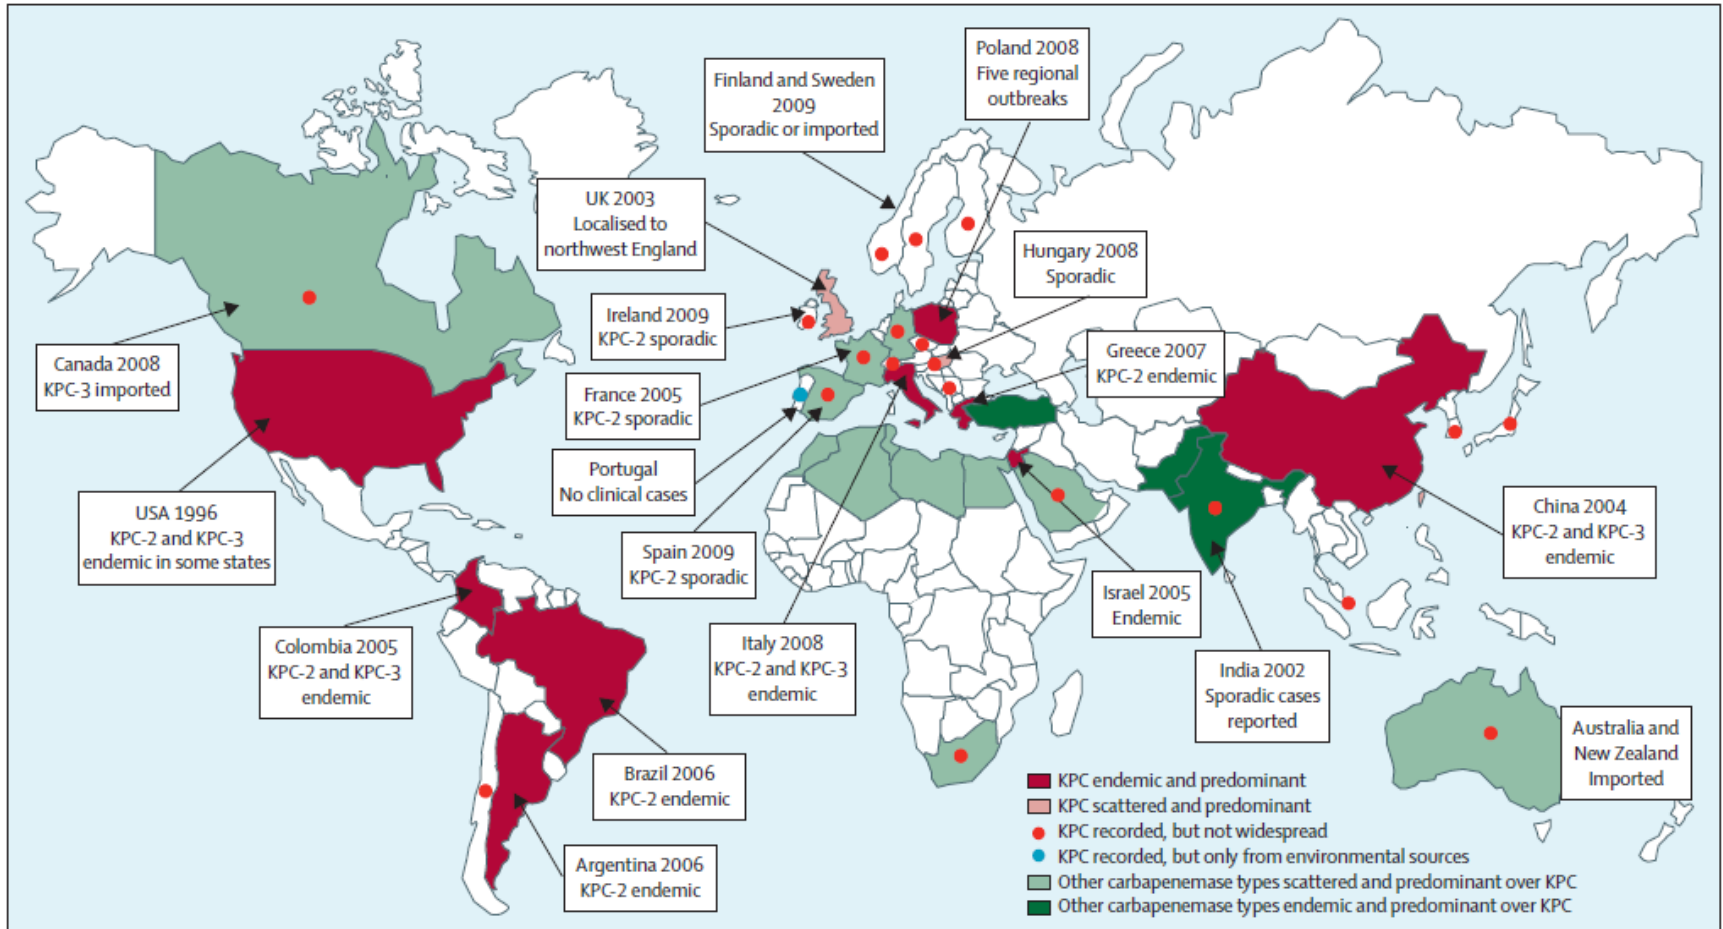 Poland 2008
Five regional
outbreaks
Finland and Sweden
2009
Sporadic or imported
UK 2003
Localised to
northwest England
Hungary 2008
Sporadic
Ireland 2009
KPC-2 sporadic
Canada 2008
KPC-3 imported
Greece 2007
KPC-2 endemic
France 2005
KPC-2 sporadic
Portugal
No clinical cases
USA 1996
KPC-2 and KPC-3
endemic in some states
China 2004
KPC-2 and KPC-3
endemic
Spain 2009
KPC-2 sporadic
Israel 2005
Endemic
Colombia 2005
KPC-2 and KPC-3
endemic
Italy 2008
KPC-2 and KPC-3
endemic
India 2002
Sporadic cases
reported
Australia and
New Zealand
Imported
Brazil 2006
KPC-2 endemic
Argentina 2006
KPC-2 endemic
KPC endemic and predominant
KPC scattered and predominant
KPC recorded, but not widespread
KPC recorded, but only from environmental sources
Other carbapenemase types scattered and predominant over KPC
Other carbapenemase types endemic and predominant over KPC